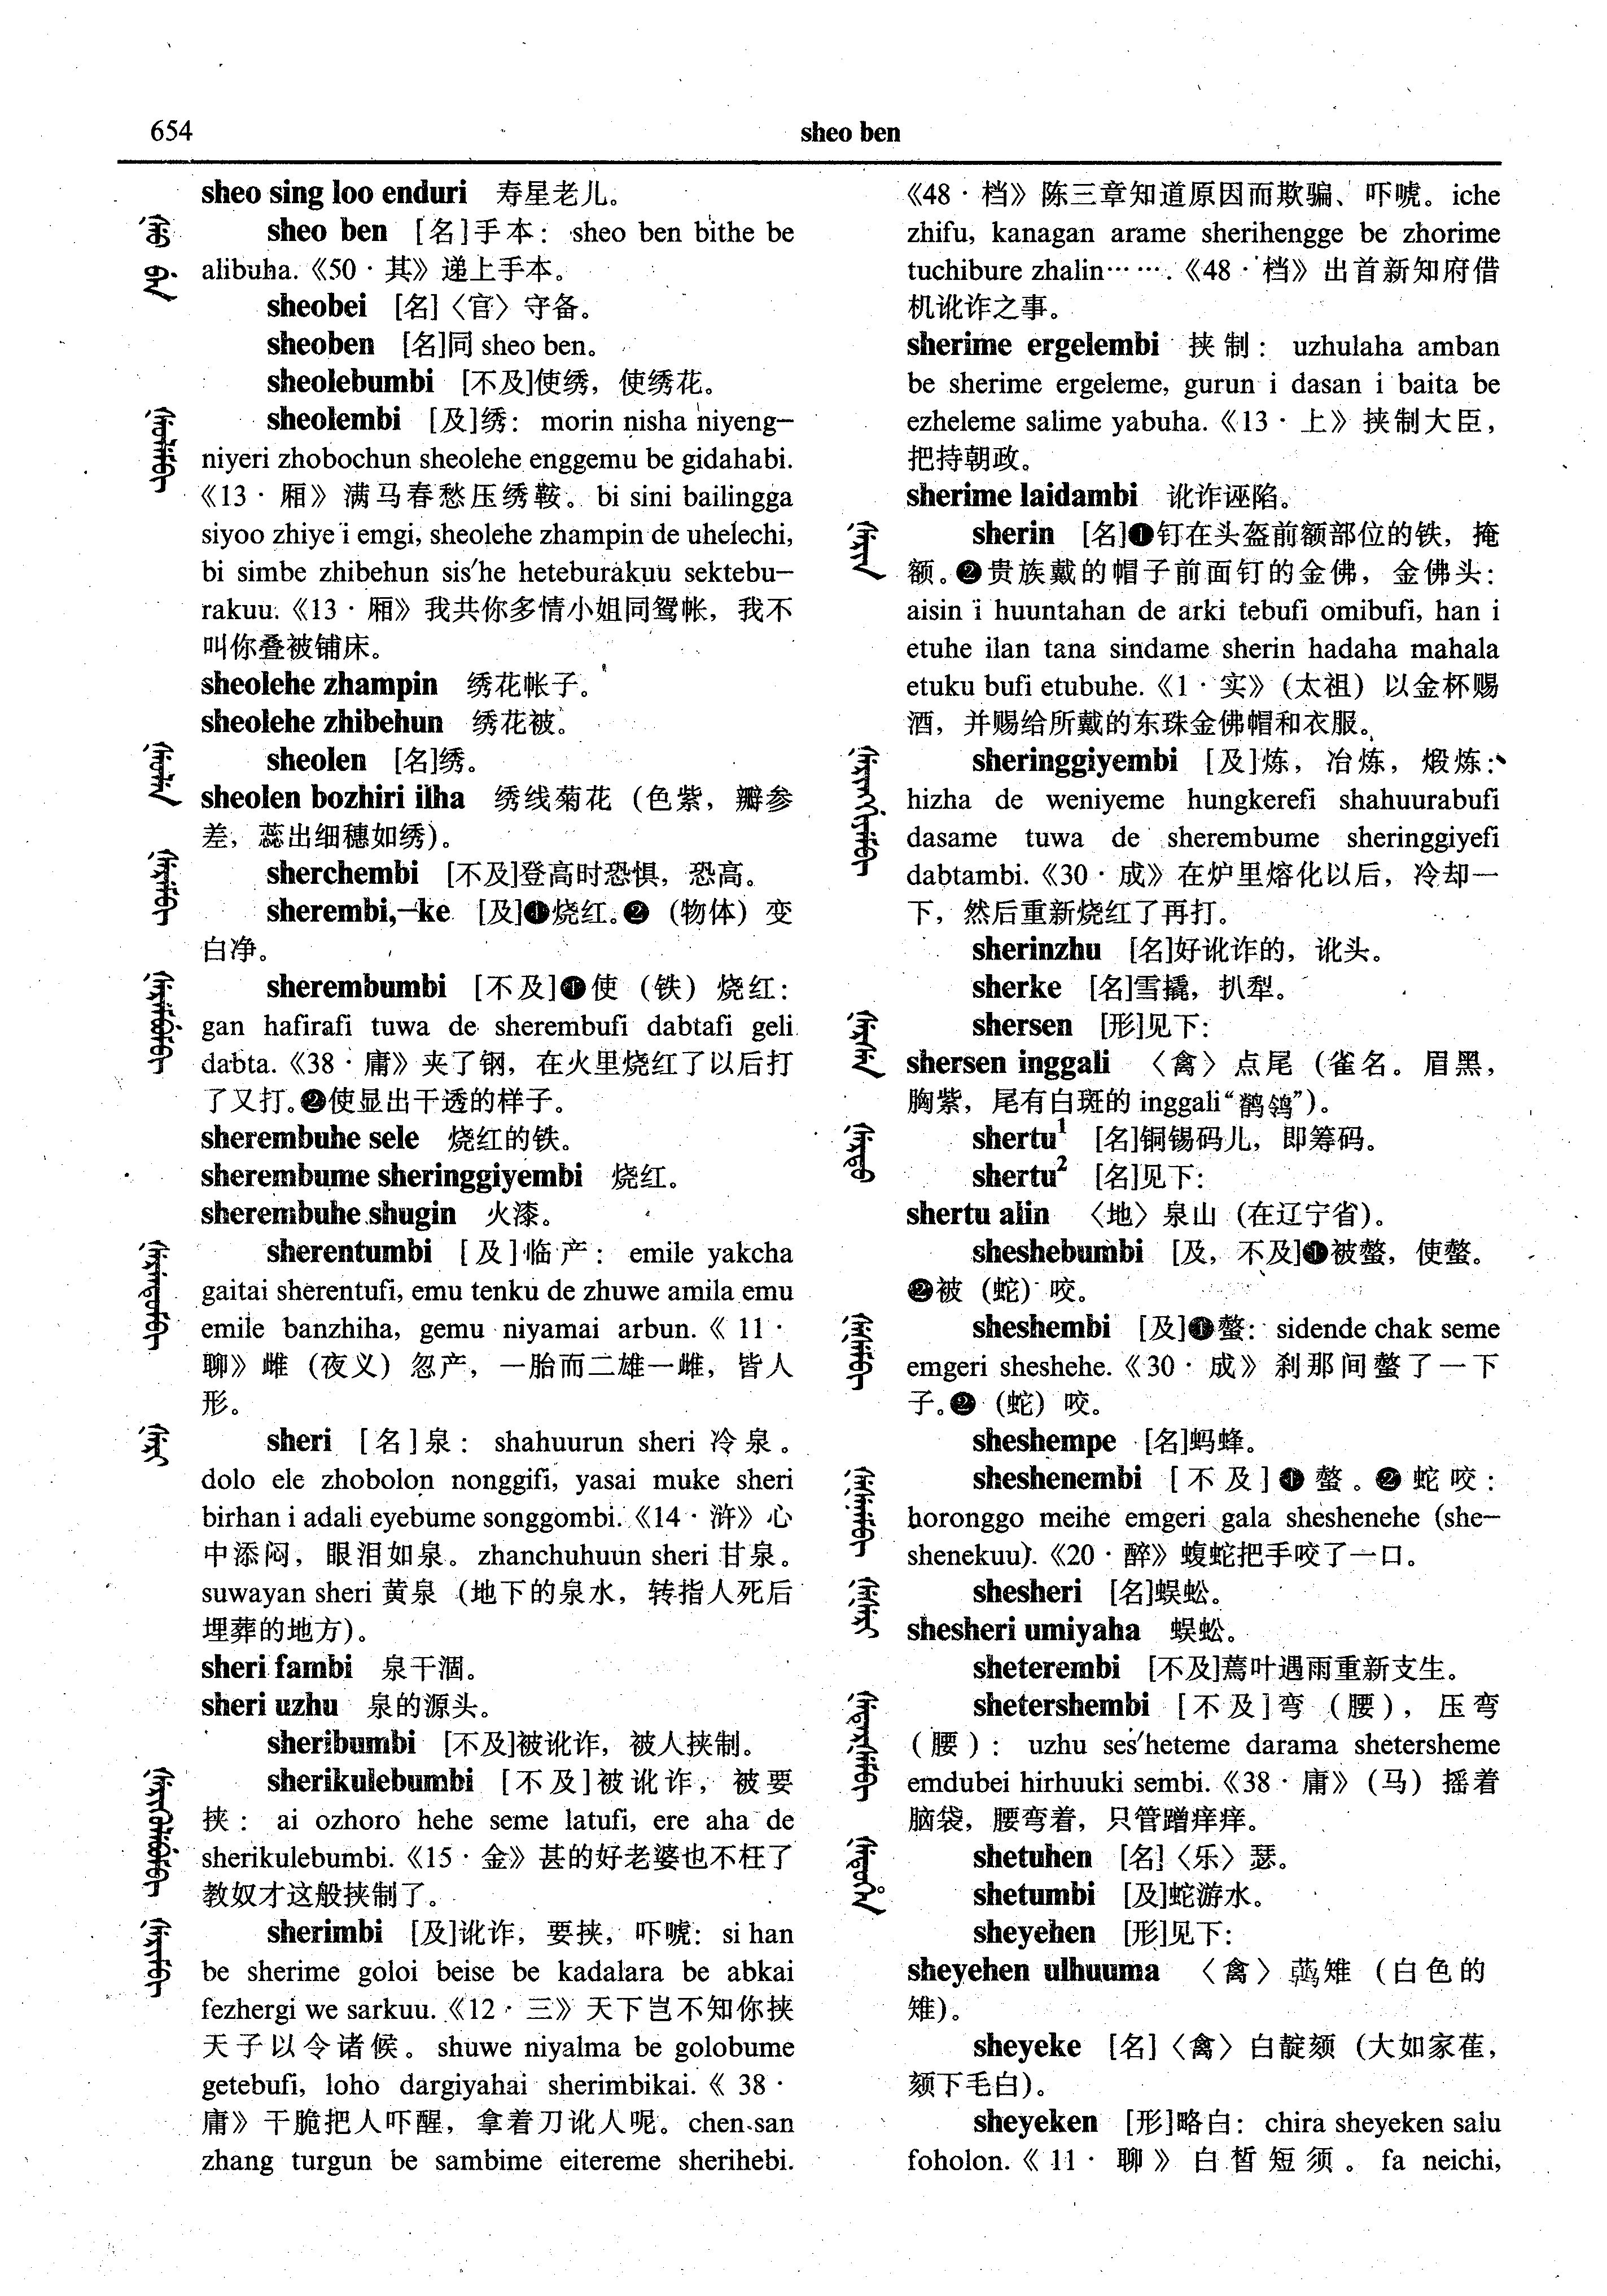 654
sheo ben
sheo sing loo enduri 寿星老儿。
sheo ben [名]手本：sheo ben bithe be
alibuha.《50·其》递上手本。
sheobei [名]〈官〉守备。
sheoben [名]同 sheo ben。
sheolebumbi [不及]使绣，使绣花。
sheolembi [及]绣：morin nisha niyeng-
niyeri zhobochun sheolehe enggemu be gidahabi.
《13·厢》满马春愁压绣鞍。bi sini bailingga
siyoo zhiye i emgi, sheolehe zhampin de uhelechi,
bi simbe zhibehun sis'he heteburakuu sektebu-
rakuu.《13·厢》我共你多情小姐同鸳帐，我不
叫你叠被铺床。
sheolehe zhampin 绣花帐子。
sheolehe zhibehun 绣花被。
sheolen [名]绣。
sheolen bozhiri ilha 绣线菊花（色紫，瓣参
差，蕊出细穗如绣）。
sherchembi [不及]登高时恐惧，恐高。
sherembi,-ke [及]❶烧红。❷（物体）变
白净。
sherembumbi [不及]❶使（铁）烧红：
gan hafirafi tuwa de sherembufi dabtafi geli
dabta.《38·庸》夹了钢，在火里烧红了以后打
了又打。❷使显出干透的样子。
sherembuhe sele 烧红的铁。
sherembume sheringgiyembi 烧红。
sherembuhe shugin 火漆。
sherentumbi [及]临产：emile yakcha
gaitai sherentufi, emu tenku de zhuwe amila emu
emile banzhiha, gemu niyamai arbun.《11·
聊》雌（夜义）忽产，一胎而二雄一雌，皆人
形。
sheri [名]泉：shahuurun sheri 冷泉。
dolo ele zhobolon nonggifi, yasai muke sheri
birhan i adali eyebume songgombi.《14·浒》心
中添闷，眼泪如泉。zhanchuhuun sheri 甘泉。
suwayan sheri 黄泉（地下的泉水，转指人死后
埋葬的地方）。
sheri fambi 泉干涸。
sheri uzhu 泉的源头。
sheribumbi [不及]被讹诈，被人挟制。
sherikulebumbi [不及]被讹诈，被要
挟：ai ozhoro hehe seme latufi, ere aha de
sherikulebumbi.《15·金》甚的好老婆也不枉了
教奴才这般挟制了。
sherimbi [及]讹诈，要挟，吓唬：si han
be sherime goloi beise be kadalara be abkai
fezhergi we sarkuu.《12·三》天下岂不知你挟
天子以令诸候。shuwe niyalma be golobume
getebufi, loho dargiyahai sherimbikai.《38·
庸》干脆把人吓醒，拿着刀讹人呢。chen san
zhang turgun be sambime eitereme sherihebi.
《48·档》陈三章知道原因而欺骗、吓唬。iche
zhifu, kanagan arame sherihengge be zhorime
tuchibure zhalin…….《48·档》出首新知府借
机讹诈之事。
sherime ergelembi 挟制：uzhulaha amban
be sherime ergeleme, gurun i dasan i baita be
ezheleme salime yabuha.《13·上》挟制大臣，
把持朝政。
sherime laidambi 讹诈诬陷。
sherin [名]❶钉在头盔前额部位的铁，掩
额。❷贵族戴的帽子前面钉的金佛，金佛头：
aisin i huuntahan de arki tebufi omibufi, han i
etuhe ilan tana sindame sherin hadaha mahala
etuku bufi etubuhe.《1·实》（太祖）以金杯赐
酒，并赐给所戴的东珠金佛帽和衣服。
sheringgiyembi [及]炼，冶炼，煅炼：
hizha de weniyeme hungkerefi shahuurabufi
dasame tuwa de sherembume sheringgiyefi
dabtambi.《30·成》在炉里熔化以后，冷却一
下，然后重新烧红了再打。
sherinzhu [名]好讹诈的，讹头。
sherke [名]雪撬，扒犁。
shersen [形]见下：
shersen inggali 〈禽〉点尾（雀名。眉黑，
胸紫，尾有白斑的 inggali“鹡鸰”）。
shertu¹ [名]铜锡码儿，即筹码。
shertu² [名]见下：
shertu alin 〈地〉泉山（在辽宁省）。
sheshebumbi [及，不及]❶被螫，使螫。
❷被（蛇）咬。
sheshembi [及]❶螫：sidende chak seme
emgeri sheshehe.《30·成》刹那间螫了一下
子。❷（蛇）咬。
sheshempe [名]蚂蜂。
sheshenembi [不及]❶螫。❷蛇咬：
horonggo meihe emgeri gala sheshenehe (she-
shenekuu).《20·醉》蝮蛇把手咬了一口。
shesheri [名]蜈蚣。
shesheri umiyaha 蜈蚣。
sheterembi [不及]蔫叶遇雨重新支生。
shetershembi [不及]弯（腰），压弯
（腰）：uzhu ses'heteme darama shetersheme
emdubei hirhuuki sembi.《38·庸》（马）摇着
脑袋，腰弯着，只管蹭痒痒。
shetuhen [名]〈乐〉瑟。
shetumbi [及]蛇游水。
sheyehen [形]见下：
sheyehen ulhuuma 〈禽〉雉（白色的
雉）。
sheyeke [名]〈禽〉白靛颏（大如家雀，
颏下毛白）。
sheyeken [形]略白：chira sheyeken salu
foholon.《11·聊》白皙短须。fa neichi,